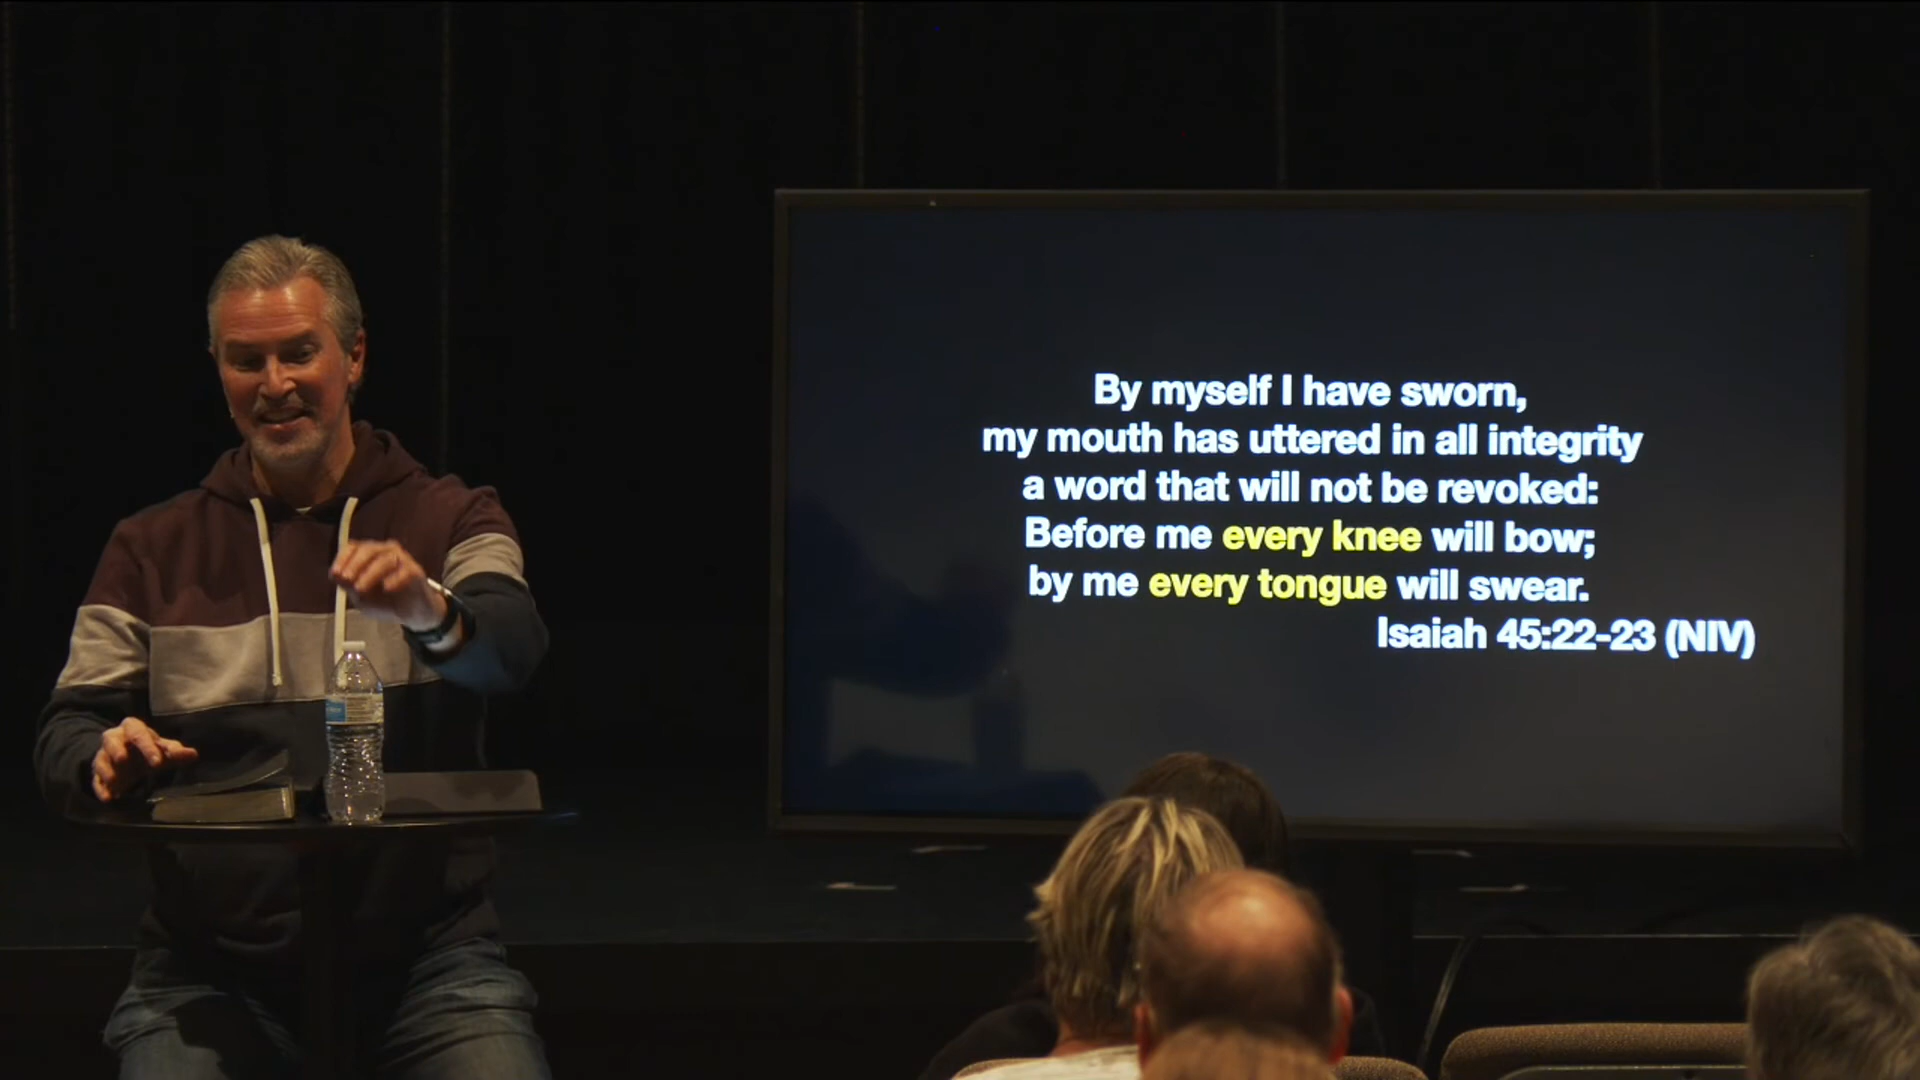 By myself I have sworn,
my mouth has uttered in all integrity
a word that will not be revoked:
Before me every knee will bow;
by me every tongue will swear.
Isaiah 45:22-23 (NIV)